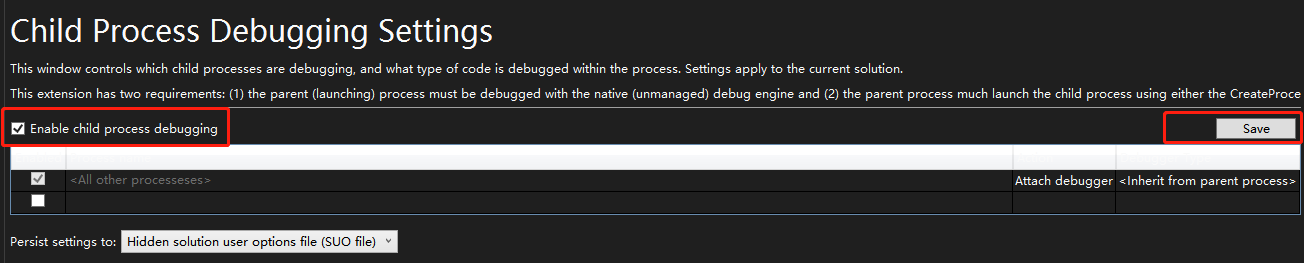 Child Process Debugging Settings
This window controls which child processes are debugging, and what type of code is debugged within the process. Settings apply to the current solution.
This extension has two requirements: (1) the parent (launching) process must be debugged with the native (unmanaged) debug engine and (2) the parent process much launch the child process using either the CreateProce
Enable child process debugging Save
<All other processeses> Attach debugger <Inherit from parent process>
Persist settings to: Hidden solution user options file (SUO file)